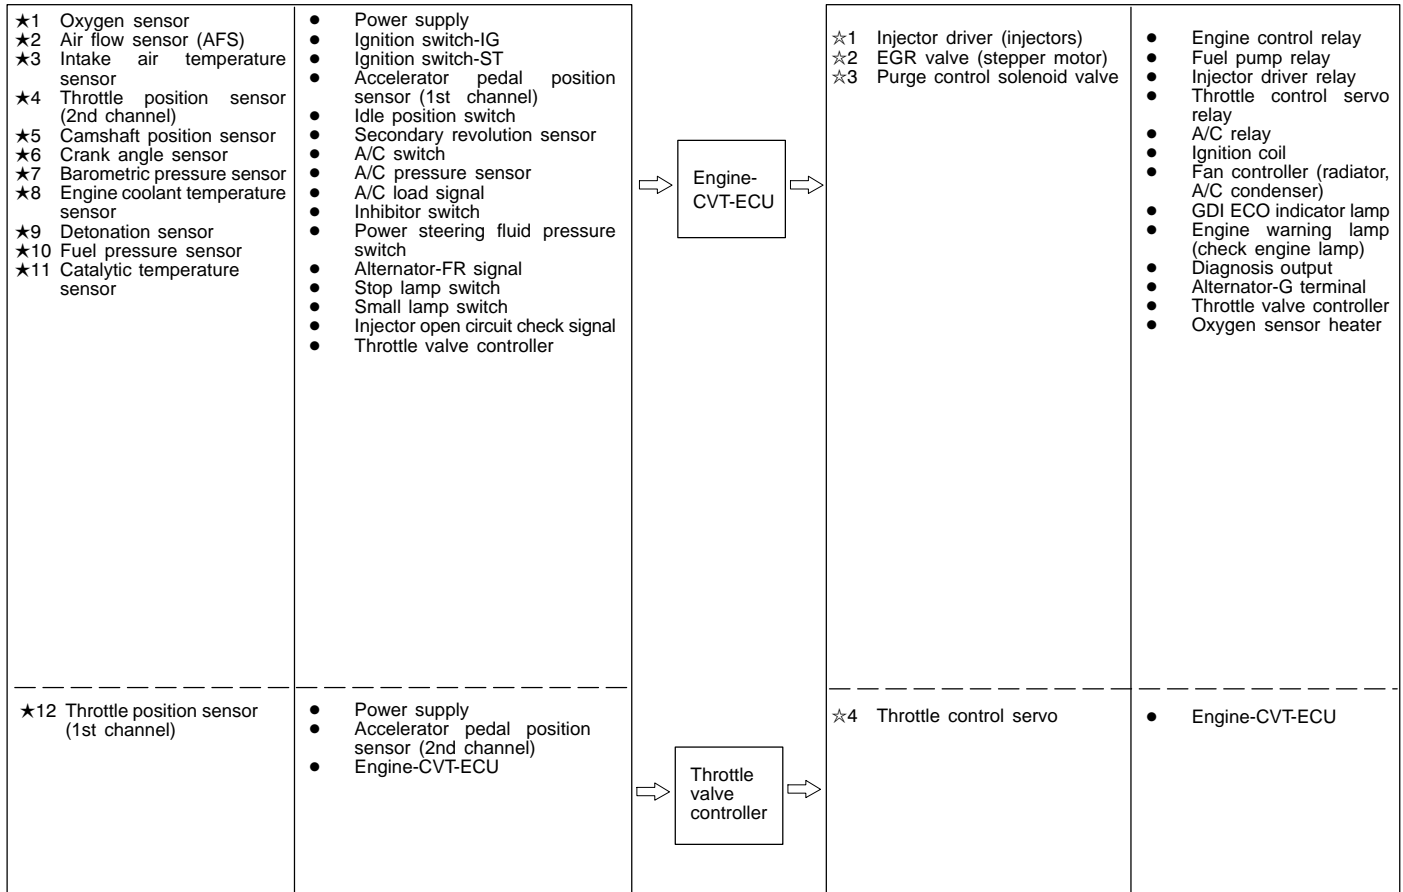 ★1 Oxygen sensor
★2 Air flow sensor (AFS)
★3 Intake air temperature
sensor
★4 Throttle position sensor
(2nd channel)
★5 Camshaft position sensor
★6 Crank angle sensor
★7 Barometric pressure sensor
★8 Engine coolant temperature
sensor
★9 Detonation sensor
★10 Fuel pressure sensor
★11 Catalytic temperature
sensor
● Power supply
● Ignition switch-IG
● Ignition switch-ST
● Accelerator pedal position
sensor (1st channel)
● Idle position switch
● Secondary revolution sensor
● A/C switch
● A/C pressure sensor
● A/C load signal
● Inhibitor switch
● Power steering fluid pressure
switch
● Alternator-FR signal
● Stop lamp switch
● Small lamp switch
● Injector open circuit check signal
● Throttle valve controller
Engine-
CVT-ECU
☆1 Injector driver (injectors)
☆2 EGR valve (stepper motor)
☆3 Purge control solenoid valve
● Engine control relay
● Fuel pump relay
● Injector driver relay
● Throttle control servo
relay
● A/C relay
● Ignition coil
● Fan controller (radiator,
A/C condenser)
● GDI ECO indicator lamp
● Engine warning lamp
(check engine lamp)
● Diagnosis output
● Alternator-G terminal
● Throttle valve controller
● Oxygen sensor heater
★12 Throttle position sensor
(1st channel)
● Power supply
● Accelerator pedal position
sensor (2nd channel)
● Engine-CVT-ECU
Throttle
valve
controller
☆4 Throttle control servo
● Engine-CVT-ECU